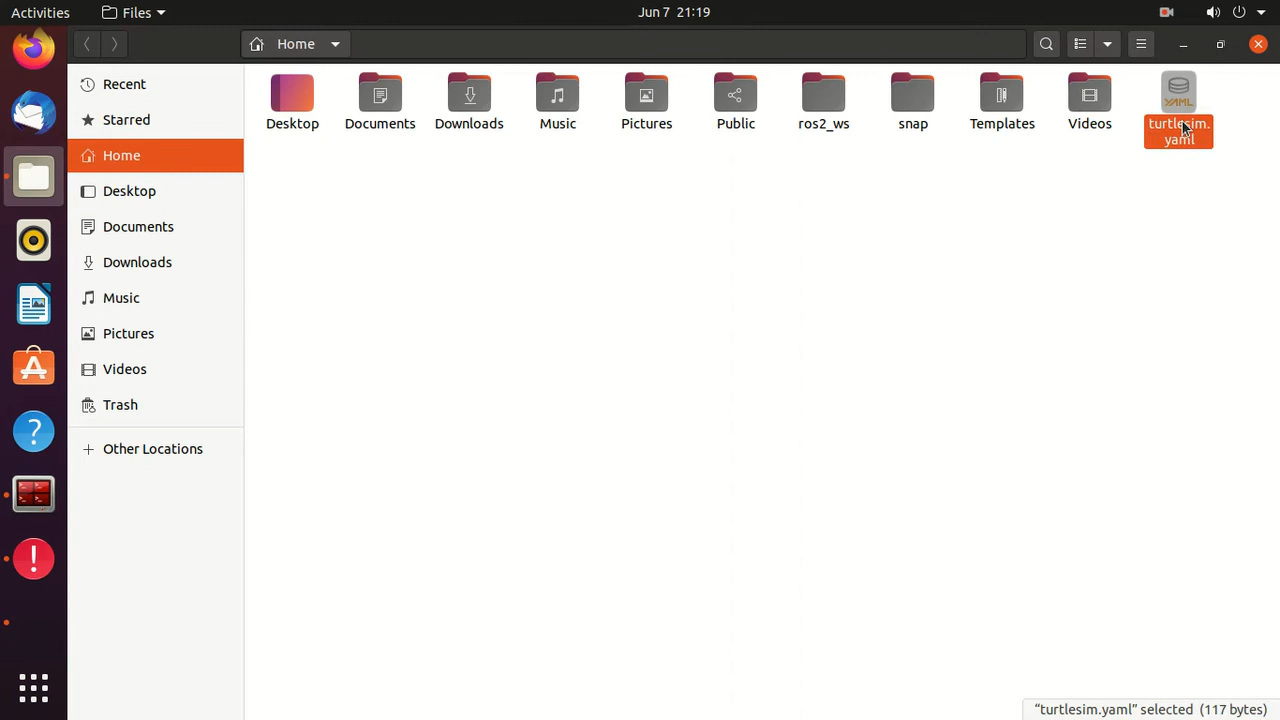 Activities
Files
Jun 7 21:19
Home
Recent
Starred
Home
Desktop
Documents
Downloads
Music
Pictures
Videos
Trash
Other Locations
Desktop
Documents
Downloads
Music
Pictures
Public
ros2_ws
snap
Templates
Videos
turtlesim.
yaml
YAML
?
!
"turtlesim.yaml" selected (117 bytes)